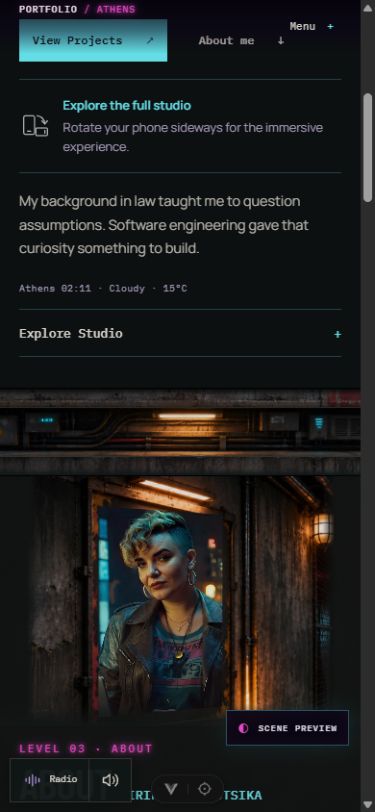 PORTFOLIO / ATHENS
Menu +
View Projects ↗
About me ↓
Explore the full studio
Rotate your phone sideways for the immersive
experience.
My background in law taught me to question
assumptions. Software engineering gave that
curiosity something to build.
Athens 02:11 · Cloudy · 15°C
Explore Studio +
SCENE PREVIEW
LEVEL 03 · ABOUT
Radio